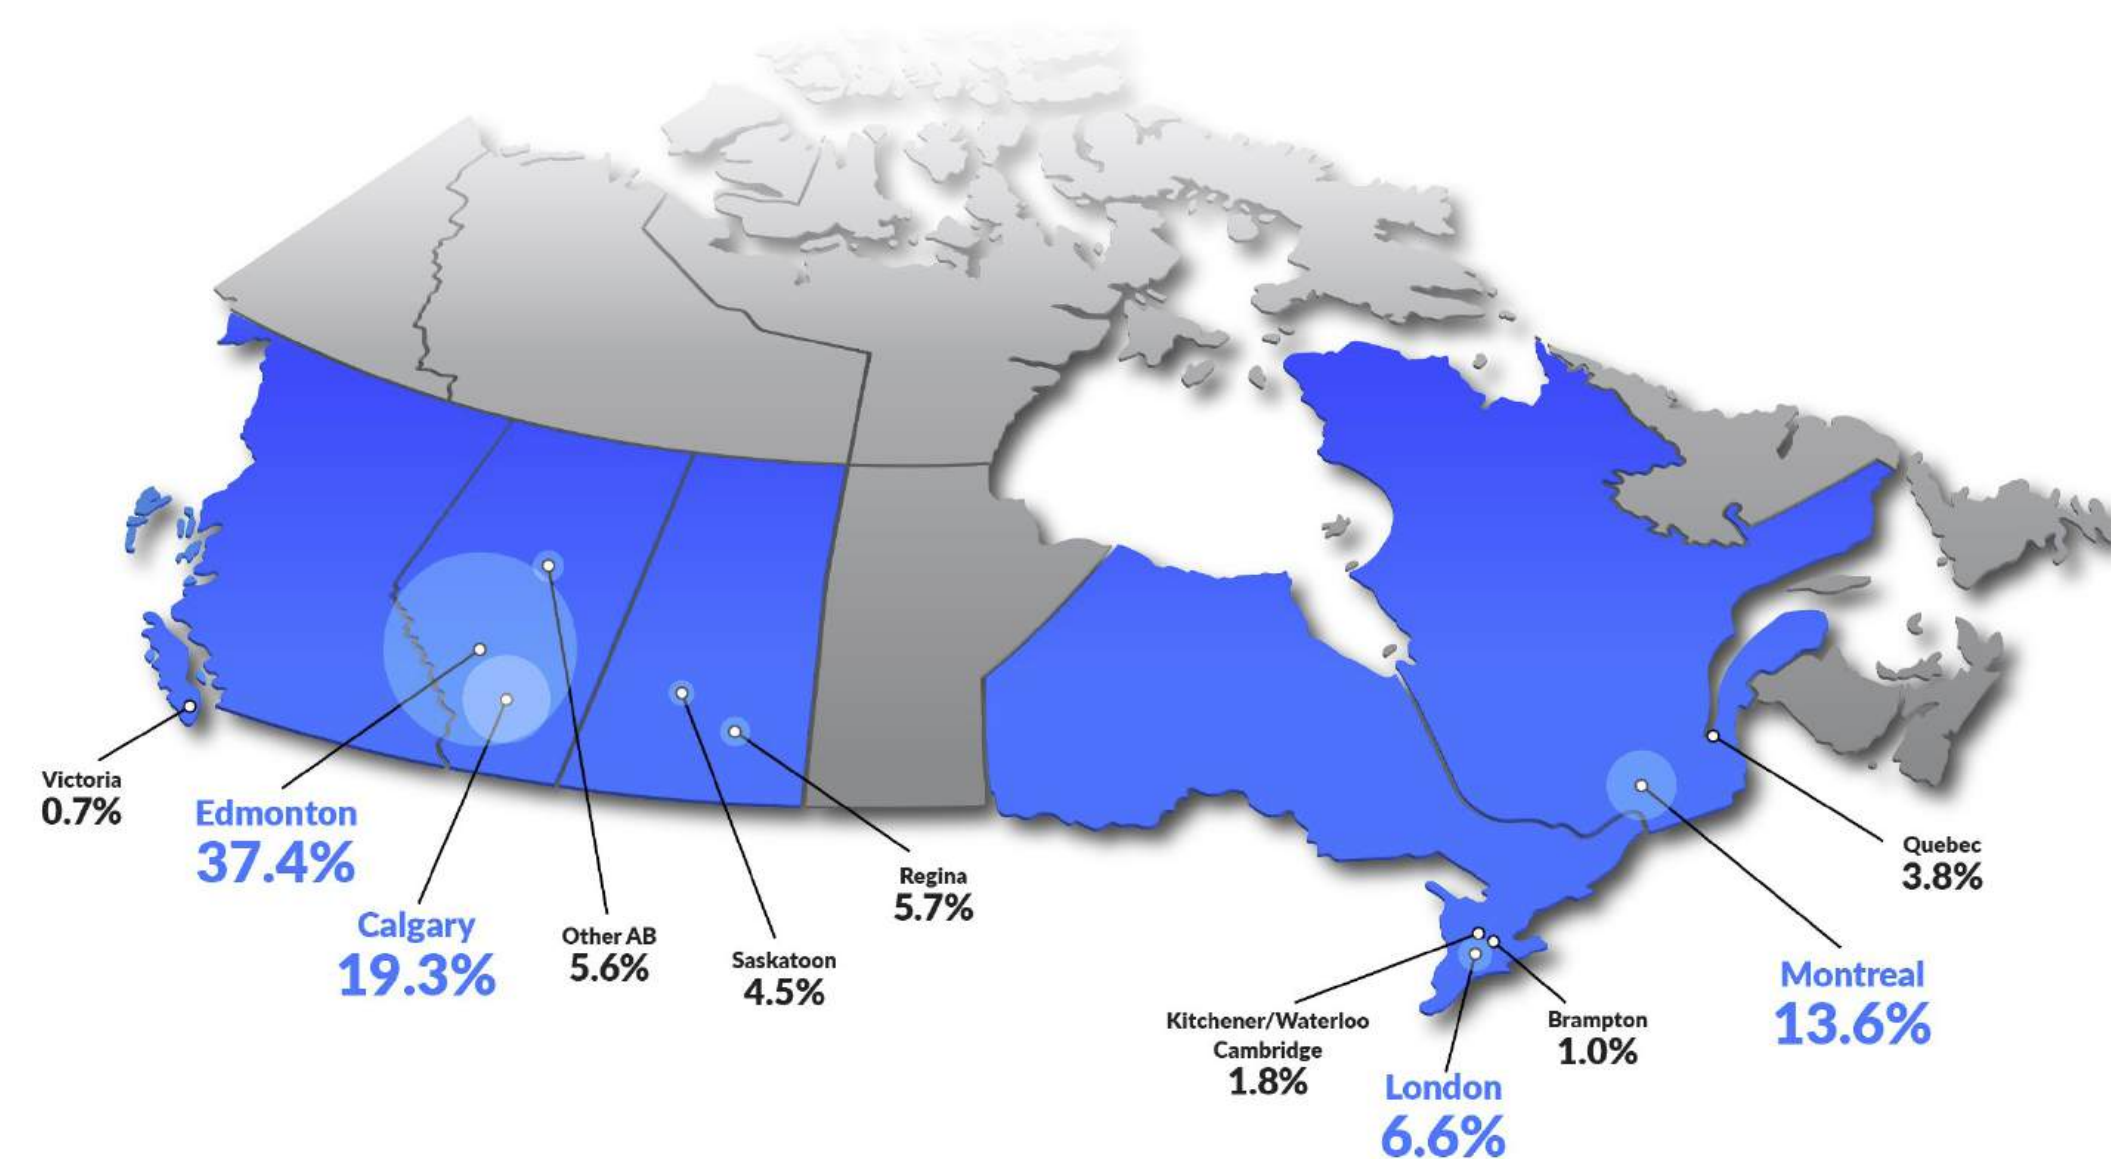 Victoria
0.7%
Edmonton
37.4%
Calgary
19.3%
Other AB
5.6%
Saskatoon
4.5%
Regina
5.7%
Kitchener/Waterloo
Cambridge
1.8%
London
6.6%
Brampton
1.0%
Montreal
13.6%
Quebec
3.8%